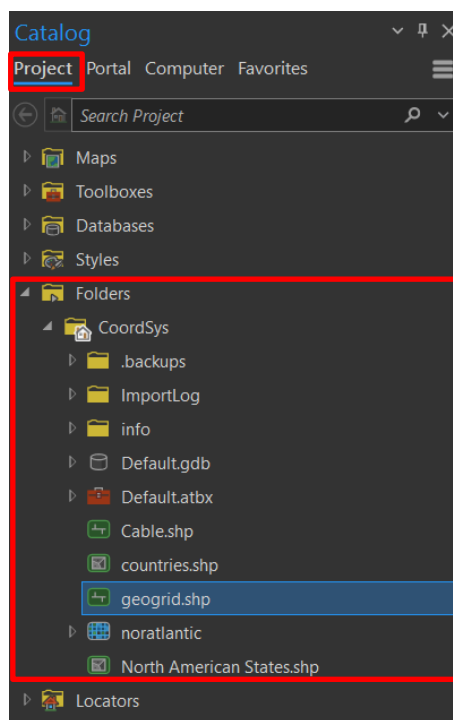 Catalog
Project Portal Computer Favorites
Search Project
Maps
Toolboxes
Databases
Styles
Folders
CoordSys
.backups
ImportLog
info
Default.gdb
Default.atbx
Cable.shp
countries.shp
geogrid.shp
noratlantic
North American States.shp
Locators